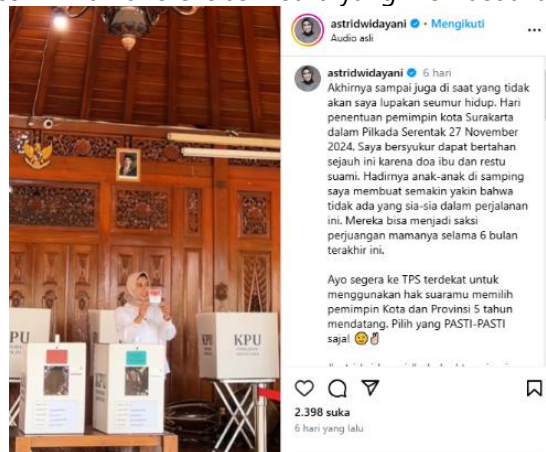 astridwidayani • Mengikuti
Audio asli
astridwidayani 6 hari
Akhirnya sampai juga di saat yang tidak
akan saya lupakan seumur hidup. Hari
penentuan pemimpin kota Surakarta
dalam Pilkada Serentak 27 November
2024. Saya bersyukur dapat bertahan
sejauh ini karena doa ibu dan restu
suami. Hadirnya anak-anak di samping
saya membuat semakin yakin bahwa
tidak ada yang sia-sia dalam perjalanan
ini. Mereka bisa menjadi saksi
perjuangan mamanya selama 6 bulan
terakhir ini.
Ayo segera ke TPS terdekat untuk
menggunakan hak suaramu memilih
pemimpin Kota dan Provinsi 5 tahun
mendatang. Pilih yang PASTI-PASTI
saja! 😉✌
KPU
KPU
KPU
2.398 suka
6 hari yang lalu